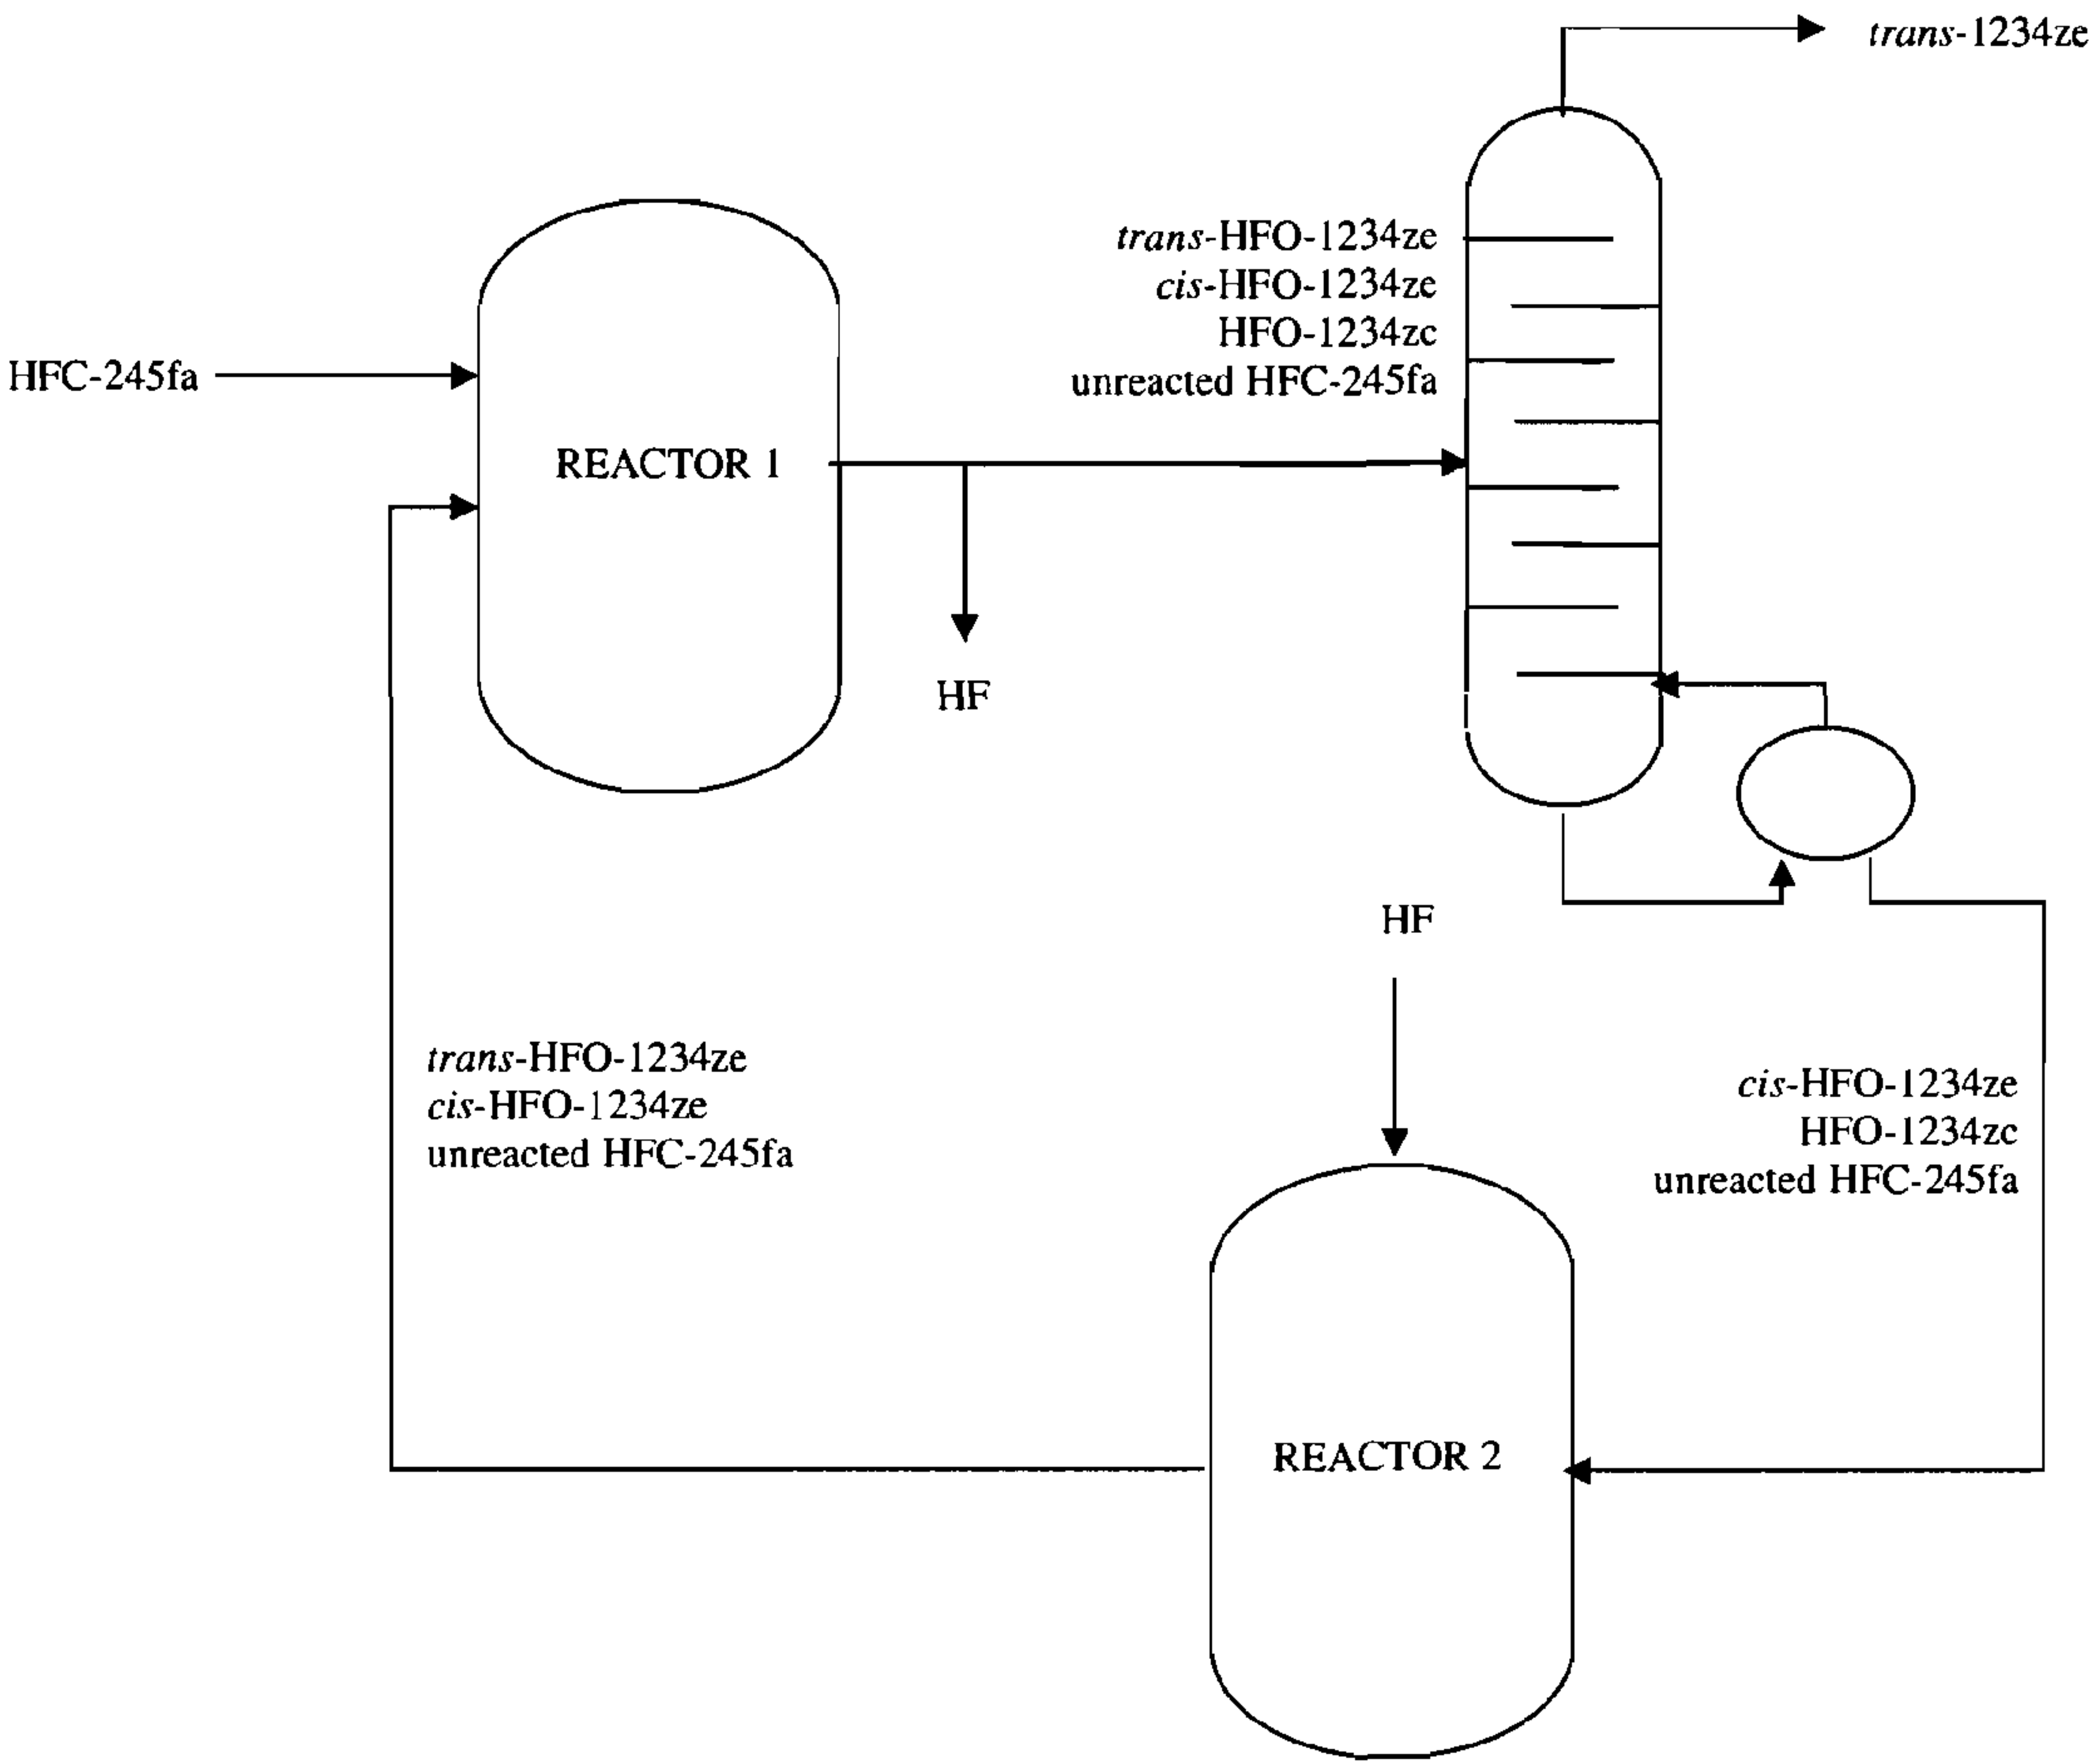 trans-1234ze
trans-HFO-1234ze
cis-HFO-1234ze
HFO-1234zc
unreacted HFC-245fa
HFC-245fa
REACTOR 1
HF
HF
trans-HFO-1234ze
cis-HFO-1234ze
unreacted HFC-245fa
cis-HFO-1234ze
HFO-1234zc
unreacted HFC-245fa
REACTOR 2